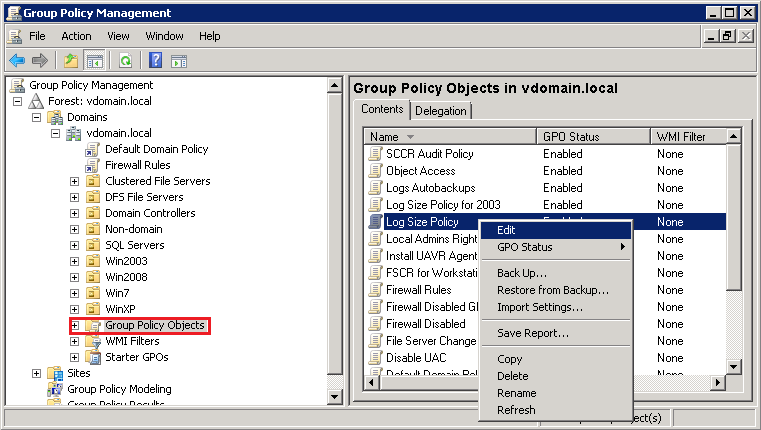 Group Policy Management
File Action View Window Help
Group Policy Management
Forest: vdomain.local
Domains
vdomain.local
Default Domain Policy
Firewall Rules
Clustered File Servers
DFS File Servers
Domain Controllers
Non-domain
SQL Servers
Win2003
Win2008
Win7
WinXP
Group Policy Objects
WMI Filters
Starter GPOs
Sites
Group Policy Modeling
Group Policy Results
Group Policy Objects in vdomain.local
Contents Delegation
Name GPO Status WMI Filter
SCCR Audit Policy Enabled None
Object Access Enabled None
Logs Autobackups Enabled None
Log Size Policy for 2003 Enabled None
Log Size Policy None
Local Admins Right None
Install UAVR Agent None
FSCR for Workstati None
Firewall Rules None
Firewall Disabled None
Firewall Disabled None
File Server Change None
Disable UAC None
Default Domain Pol None
Edit
GPO Status
Back Up...
Restore from Backup...
Import Settings...
Save Report...
Copy
Delete
Rename
Refresh